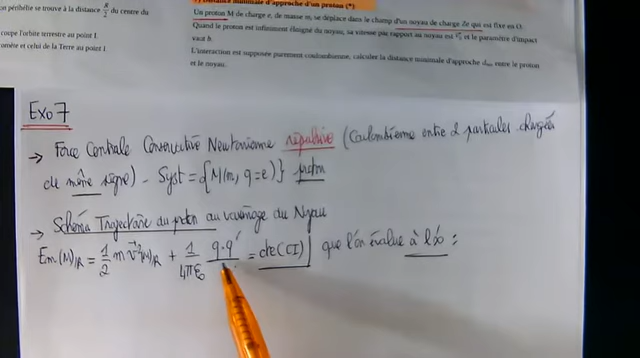 on périhélie se trouve à la distance R/2 du centre du
coupe l'orbite terrestre au point I.
omète et celui de la Terre au point I
distance minimale d'approche d'un proton (*)
Un proton M de charge e, de masse m, se déplace dans le champ d'un noyau de charge Ze qui est fixe en O.
Quand le proton est infiniment éloigné du noyau, sa vitesse par rapport au noyau est et le paramètre d'impact
vaut b.
L'interaction est supposée purement coulombienne, calculer la distance minimale d'approche entre le proton
et le noyau.
Exo 7
→ Force Centrale Conservative Newtonienne répulsive (Coulombienne entre 2 particules chargées
de même signe) - Syst = {M(m, q=e)} proton
→ Schéma Trajectoire du proton au voisinage du Noyau
Em(M)/R = 1/2 m v²(M)/R + 1/4πε₀ q·q' = cte (CI) que l'on évalue à l'∞ :